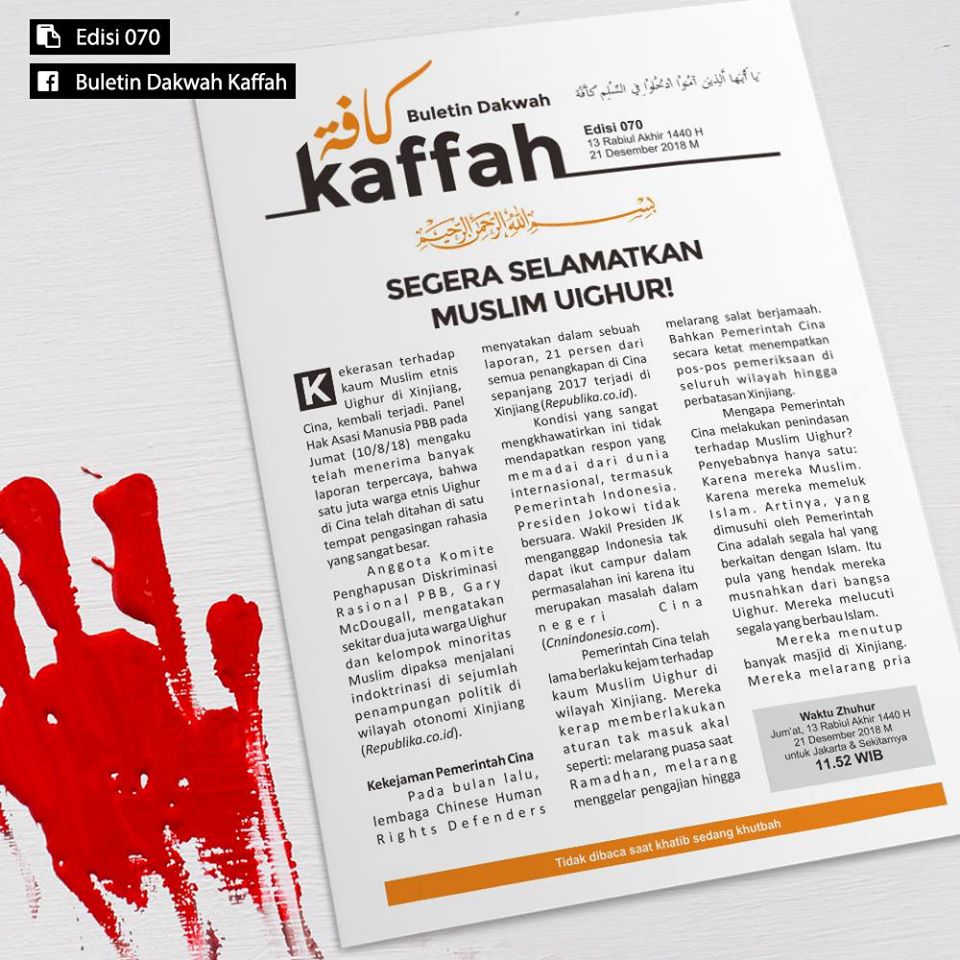 Edisi 070
Buletin Dakwah Kaffah
كافة
Buletin Dakwah
kaffah
يَا أَيُّهَا الَّذِينَ آمَنُوا ادْخُلُوا فِي السِّلْمِ كَافَّةً
Edisi 070
13 Rabiul Akhir 1440 H
21 Desember 2018 M
بِسْمِ اللهِ الرَّحْمَنِ الرَّحِيمِ
SEGERA SELAMATKAN
MUSLIM UIGHUR!
Kekerasan terhadap
kaum Muslim etnis
Uighur di Xinjiang,
Cina, kembali terjadi. Panel
Hak Asasi Manusia PBB pada
Jumat (10/8/18) mengaku
telah menerima banyak
laporan terpercaya, bahwa
satu juta warga etnis Uighur
di Cina telah ditahan di satu
tempat pengasingan rahasia
yang sangat besar.
Anggota Komite
Penghapusan Diskriminasi
Rasional PBB, Gary
McDougall, mengatakan
sekitar dua juta warga Uighur
dan kelompok minoritas
Muslim dipaksa menjalani
indoktrinasi di sejumlah
penampungan politik di
wilayah otonomi Xinjiang
(Republika.co.id).
Kekejaman Pemerintah Cina
Pada bulan lalu,
lembaga Chinese Human
Rights Defenders
menyatakan dalam sebuah
laporan, 21 persen dari
semua penangkapan di Cina
sepanjang 2017 terjadi di
Xinjiang (Republika.co.id).
Kondisi yang sangat
mengkhawatirkan ini tidak
mendapatkan respon yang
memadai dari dunia
internasional, termasuk
Pemerintah Indonesia.
Presiden Jokowi tidak
bersuara. Wakil Presiden JK
menganggap Indonesia tak
dapat ikut campur dalam
permasalahan ini karena itu
merupakan masalah dalam
negeri Cina
(Cnnindonesia.com).
Pemerintah Cina telah
lama berlaku kejam terhadap
kaum Muslim Uighur di
wilayah Xinjiang. Mereka
kerap memberlakukan
aturan tak masuk akal
seperti: melarang puasa saat
Ramadhan, melarang
menggelar pengajian hingga
melarang salat berjamaah.
Bahkan Pemerintah Cina
secara ketat menempatkan
pos-pos pemeriksaan di
seluruh wilayah hingga
perbatasan Xinjiang.
Mengapa Pemerintah
Cina melakukan penindasan
terhadap Muslim Uighur?
Penyebabnya hanya satu:
Karena mereka Muslim.
Karena mereka memeluk
Islam. Artinya, yang
dimusuhi oleh Pemerintah
Cina adalah segala hal yang
berkaitan dengan Islam. Itu
pula yang hendak mereka
musnahkan dari bangsa
Uighur. Mereka melucuti
segala yang berbau Islam.
Mereka menutup
banyak masjid di Xinjiang.
Mereka melarang pria
Waktu Zhuhur
Jum'at, 13 Rabiul Akhir 1440 H
21 Desember 2018 M
untuk Jakarta & Sekitarnya
11.52 WIB
Tidak dibaca saat khatib sedang khutbah